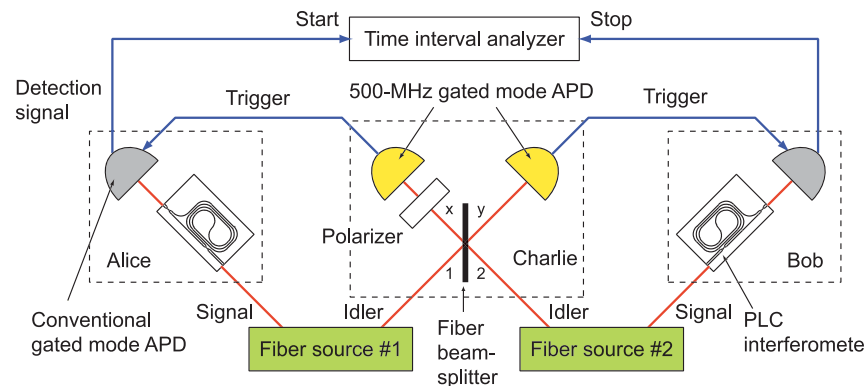 Start
Stop
Time interval analyzer
Detection
signal
Trigger
500-MHz gated mode APD
Trigger
x
y
Polarizer
Alice
Charlie
Bob
1
2
Signal
Idler
Idler
Signal
Conventional
gated mode APD
Fiber source #1
Fiber
beam-
splitter
Fiber source #2
PLC
interferomete